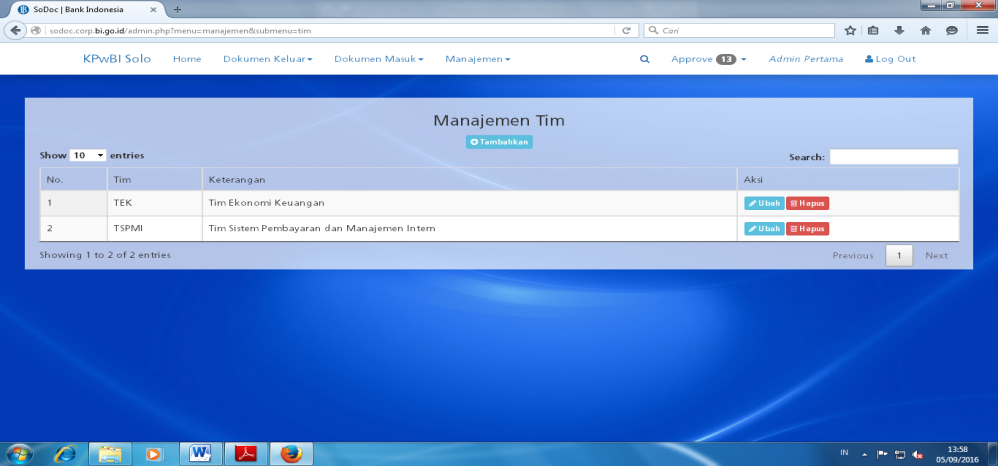 SoDoc | Bank Indonesia
sodoc.corp.bi.go.id/admin.php?menu=manajemen&submenu=tim
Cari
KPwBI Solo Home Dokumen Keluar Dokumen Masuk Manajemen Approve 13 Admin Pertama Log Out
Manajemen Tim
Tambahkan
Show 10 entries Search:
No. Tim Keterangan Aksi
1 TEK Tim Ekonomi Keuangan Ubah Hapus
2 TSPMI Tim Sistem Pembayaran dan Manajemen Intern Ubah Hapus
Showing 1 to 2 of 2 entries Previous 1 Next
IN 13:58
05/09/2016